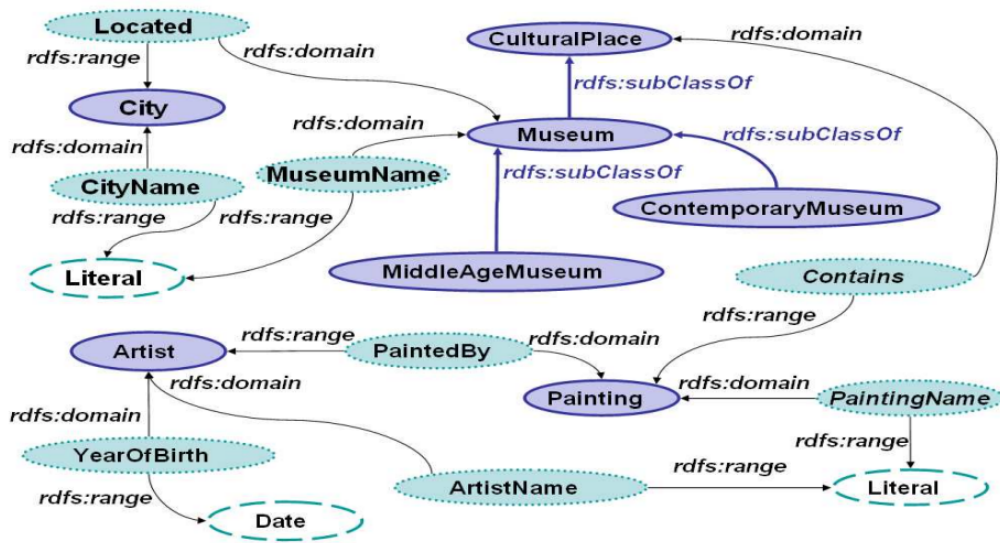 Located
CulturalPlace
rdfs:domain
rdfs:range
rdfs:domain
rdfs:subClassOf
City
rdfs:domain
Museum
rdfs:subClassOf
rdfs:domain
rdfs:subClassOf
CityName
MuseumName
rdfs:range
rdfs:range
ContemporaryMuseum
Literal
MiddleAgeMuseum
Contains
rdfs:range
Artist
rdfs:range
PaintedBy
rdfs:domain
rdfs:domain
rdfs:domain
Painting
PaintingName
rdfs:domain
rdfs:range
YearOfBirth
rdfs:range
ArtistName
rdfs:range
Literal
Date